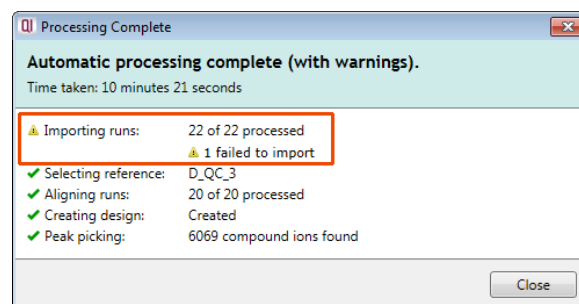 QI Processing Complete
Automatic processing complete (with warnings).
Time taken: 10 minutes 21 seconds
Importing runs: 22 of 22 processed
1 failed to import
Selecting reference: D_QC_3
Aligning runs: 20 of 20 processed
Creating design: Created
Peak picking: 6069 compound ions found
Close